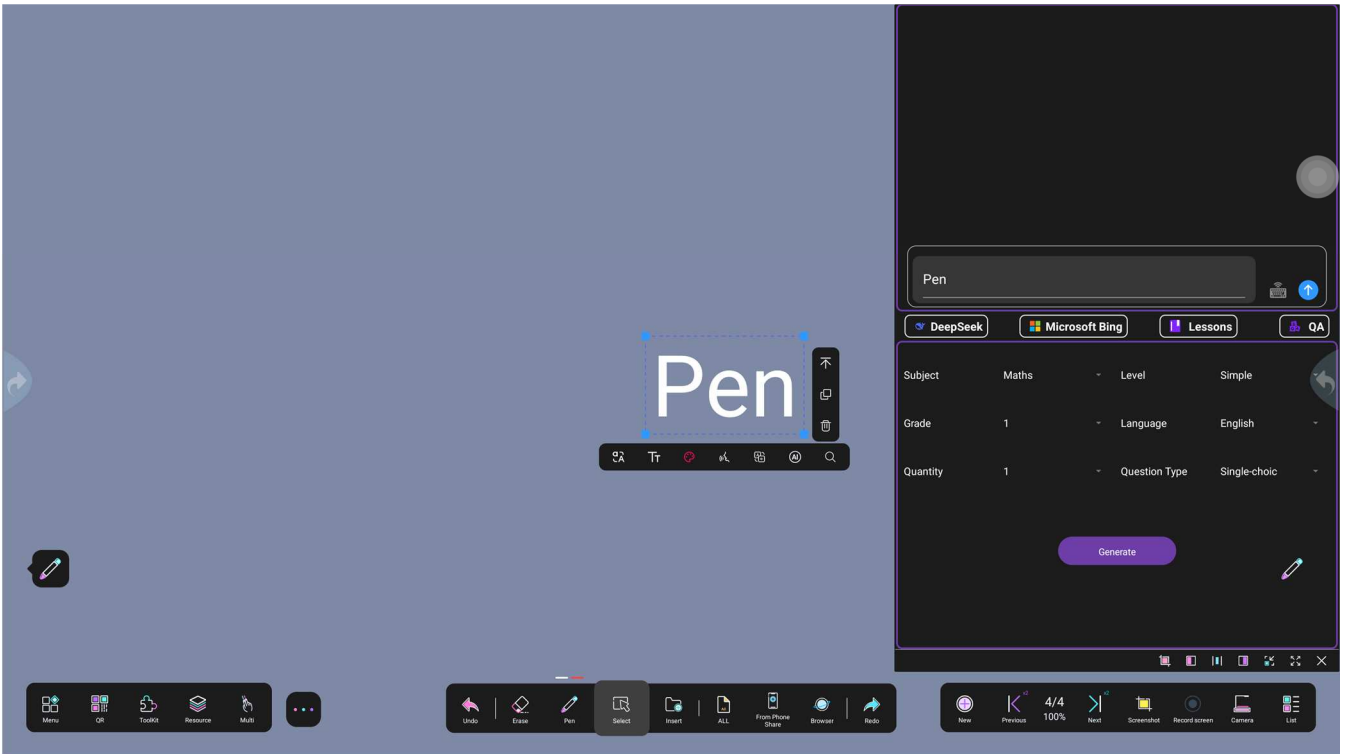 Pen
DeepSeek
Microsoft Bing
Lessons
QA
Pen
Subject Maths Level Simple
Grade 1 Language English
Quantity 1 Question Type Single-choic
Generate
Menu
QR
ToolKit
Resource
Multi
Undo
Erase
Pen
Select
Insert
ALL
From Phone
Share
Browser
Redo
New
x2
Previous
4/4
100%
x2
Next
Screenshot
Record screen
Camera
List